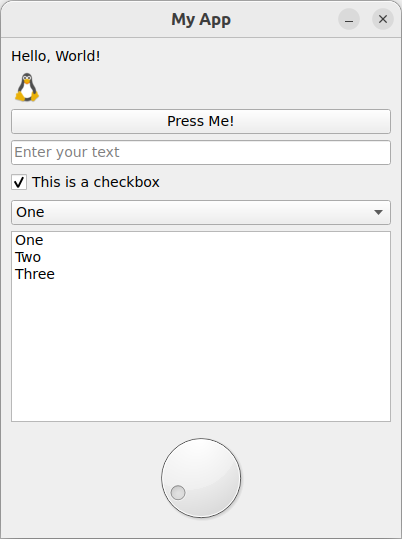 My App
Hello, World!
Press Me!
Enter your text
This is a checkbox
One
One
Two
Three